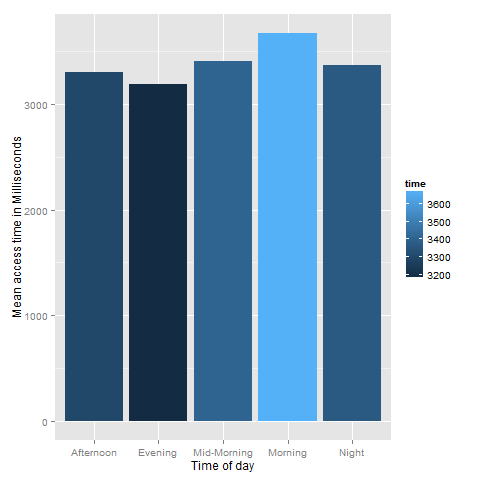 Mean access time in Milliseconds
3000
2000
1000
0
Afternoon Evening Mid-Morning Morning Night
Time of day
time
3600
3500
3400
3300
3200